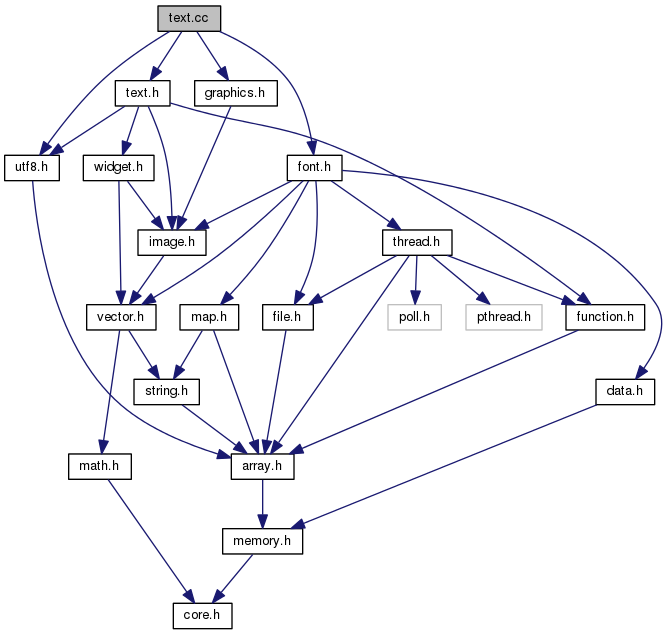 text.cc
text.h
graphics.h
utf8.h
widget.h
font.h
image.h
thread.h
vector.h
map.h
file.h
poll.h
pthread.h
function.h
string.h
data.h
math.h
array.h
memory.h
core.h